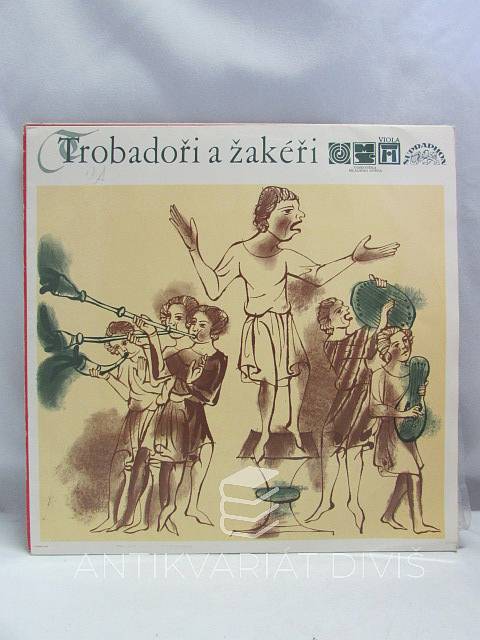 Trobadoři a žakéři
VIOLA
SUPRAPHON
ANTIKVARIÁT DIVIŠ